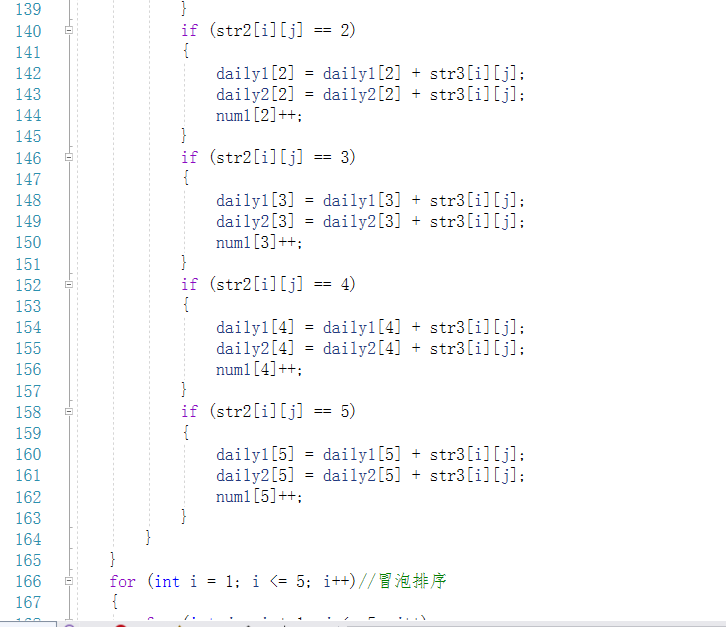 139 }
140 if (str2[i][j] == 2)
141 {
142 daily1[2] = daily1[2] + str3[i][j];
143 daily2[2] = daily2[2] + str3[i][j];
144 num1[2]++;
145 }
146 if (str2[i][j] == 3)
147 {
148 daily1[3] = daily1[3] + str3[i][j];
149 daily2[3] = daily2[3] + str3[i][j];
150 num1[3]++;
151 }
152 if (str2[i][j] == 4)
153 {
154 daily1[4] = daily1[4] + str3[i][j];
155 daily2[4] = daily2[4] + str3[i][j];
156 num1[4]++;
157 }
158 if (str2[i][j] == 5)
159 {
160 daily1[5] = daily1[5] + str3[i][j];
161 daily2[5] = daily2[5] + str3[i][j];
162 num1[5]++;
163 }
164 }
165 }
166 for (int i = 1; i <= 5; i++)//冒泡排序
167 {